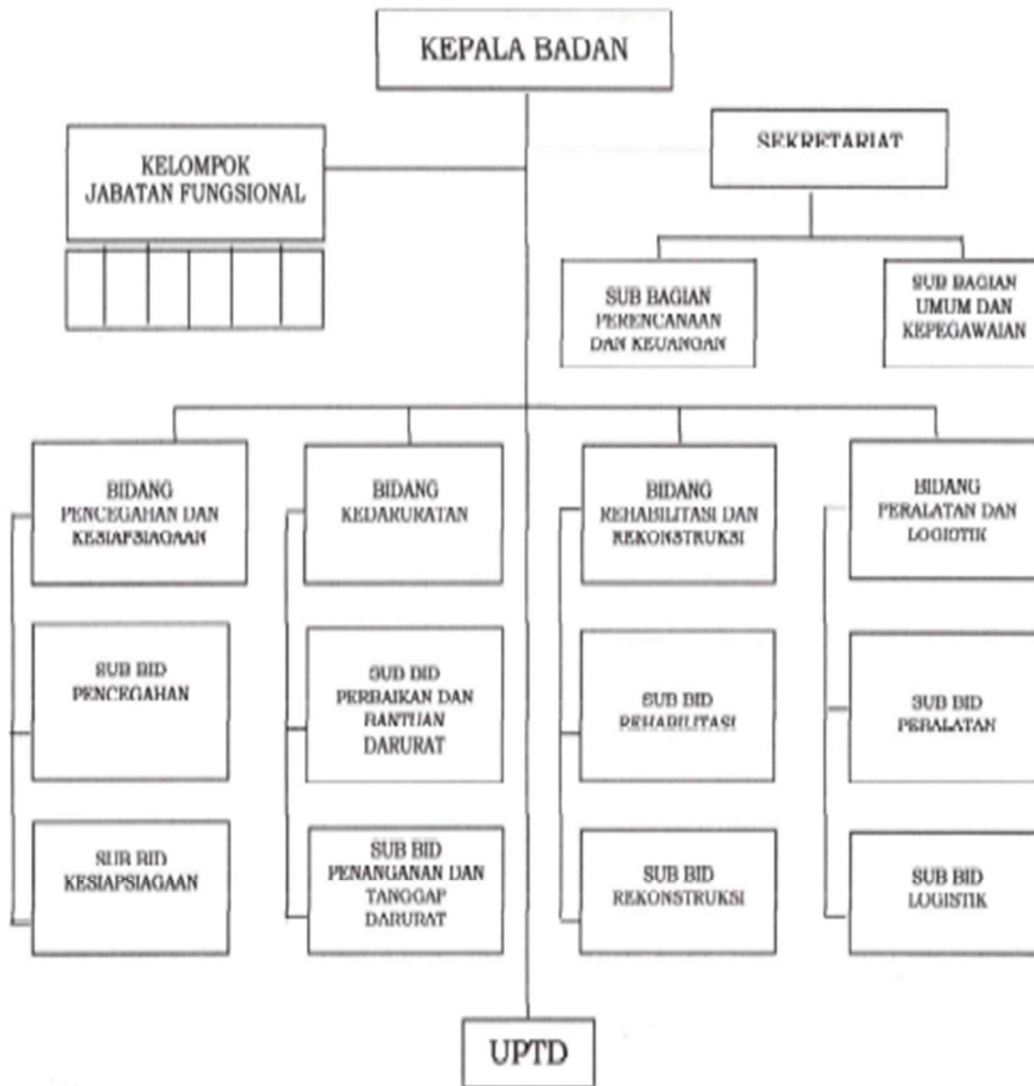 KEPALA BADAN
KELOMPOK
JABATAN FUNGSIONAL
SEKRETARIAT
SUB BAGIAN
PERENCANAAN
DAN KEUANGAN
SUB BAGIAN
UMUM DAN
KEPEGAWAIAN
BIDANG
PENCEGAHAN DAN
KESIAPSIAGAAN
BIDANG
KEDARURATAN
BIDANG
REHABILITASI DAN
REKONSTRUKSI
BIDANG
PERALATAN DAN
LOGISTIK
SUB BID
PENCEGAHAN
SUB BID
PERBAIKAN DAN
BANTUAN
DARURAT
SUB BID
REHABILITASI
SUB BID
PERALATAN
SUB BID
KESIAPSIAGAAN
SUB BID
PENANGANAN DAN
TANGGAP
DARURAT
SUB BID
REKONSTRUKSI
SUB BID
LOGISTIK
UPTD